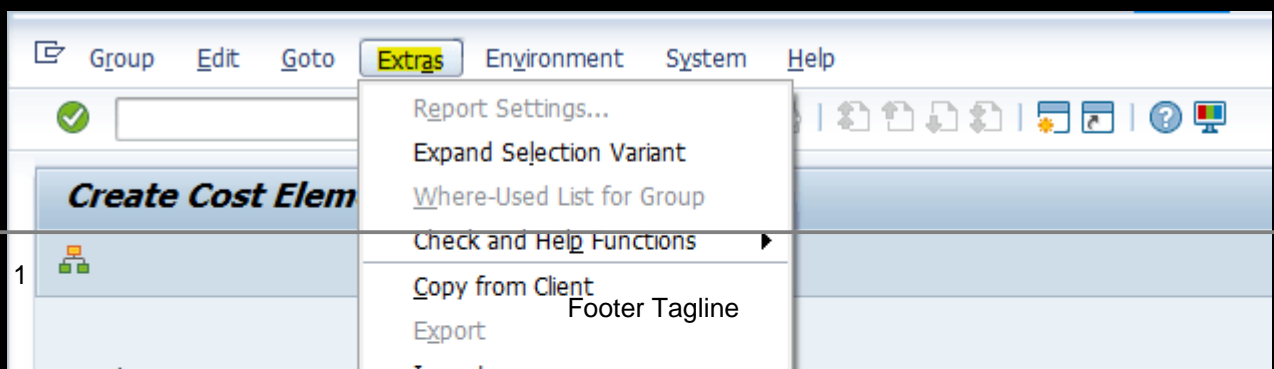 Group Edit Goto Extras Environment System Help
Report Settings...
Expand Selection Variant
Create Cost Elem
Where-Used List for Group
Check and Help Functions
1
Copy from Client
Footer Tagline
Export